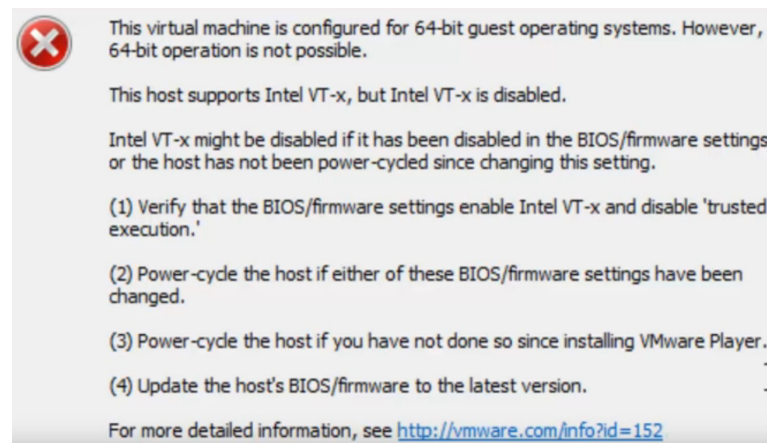 This virtual machine is configured for 64-bit guest operating systems. However,
64-bit operation is not possible.
This host supports Intel VT-x, but Intel VT-x is disabled.
Intel VT-x might be disabled if it has been disabled in the BIOS/firmware settings
or the host has not been power-cycled since changing this setting.
(1) Verify that the BIOS/firmware settings enable Intel VT-x and disable 'trusted
execution.'
(2) Power-cycle the host if either of these BIOS/firmware settings have been
changed.
(3) Power-cycle the host if you have not done so since installing VMware Player.
(4) Update the host's BIOS/firmware to the latest version.
For more detailed information, see http://vmware.com/info?id=152